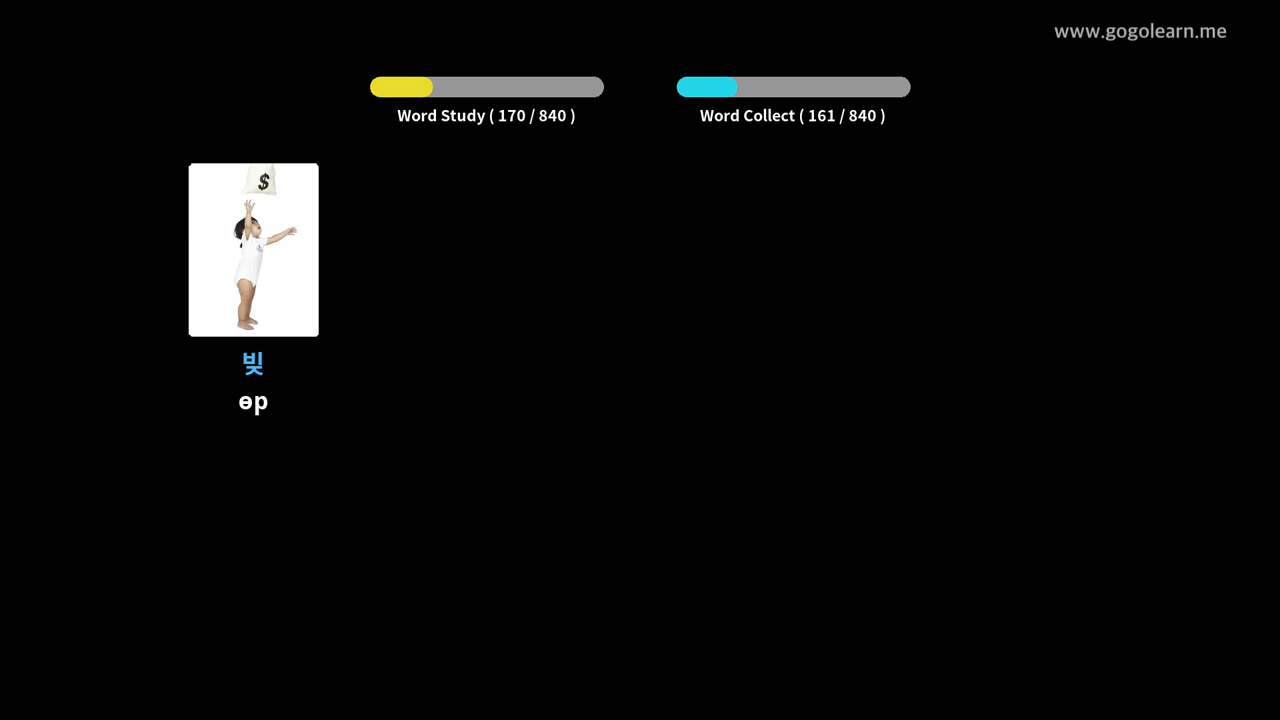 www.gogolearn.me
Word Study ( 170 / 840 )
Word Collect ( 161 / 840 )
$
빚
өр